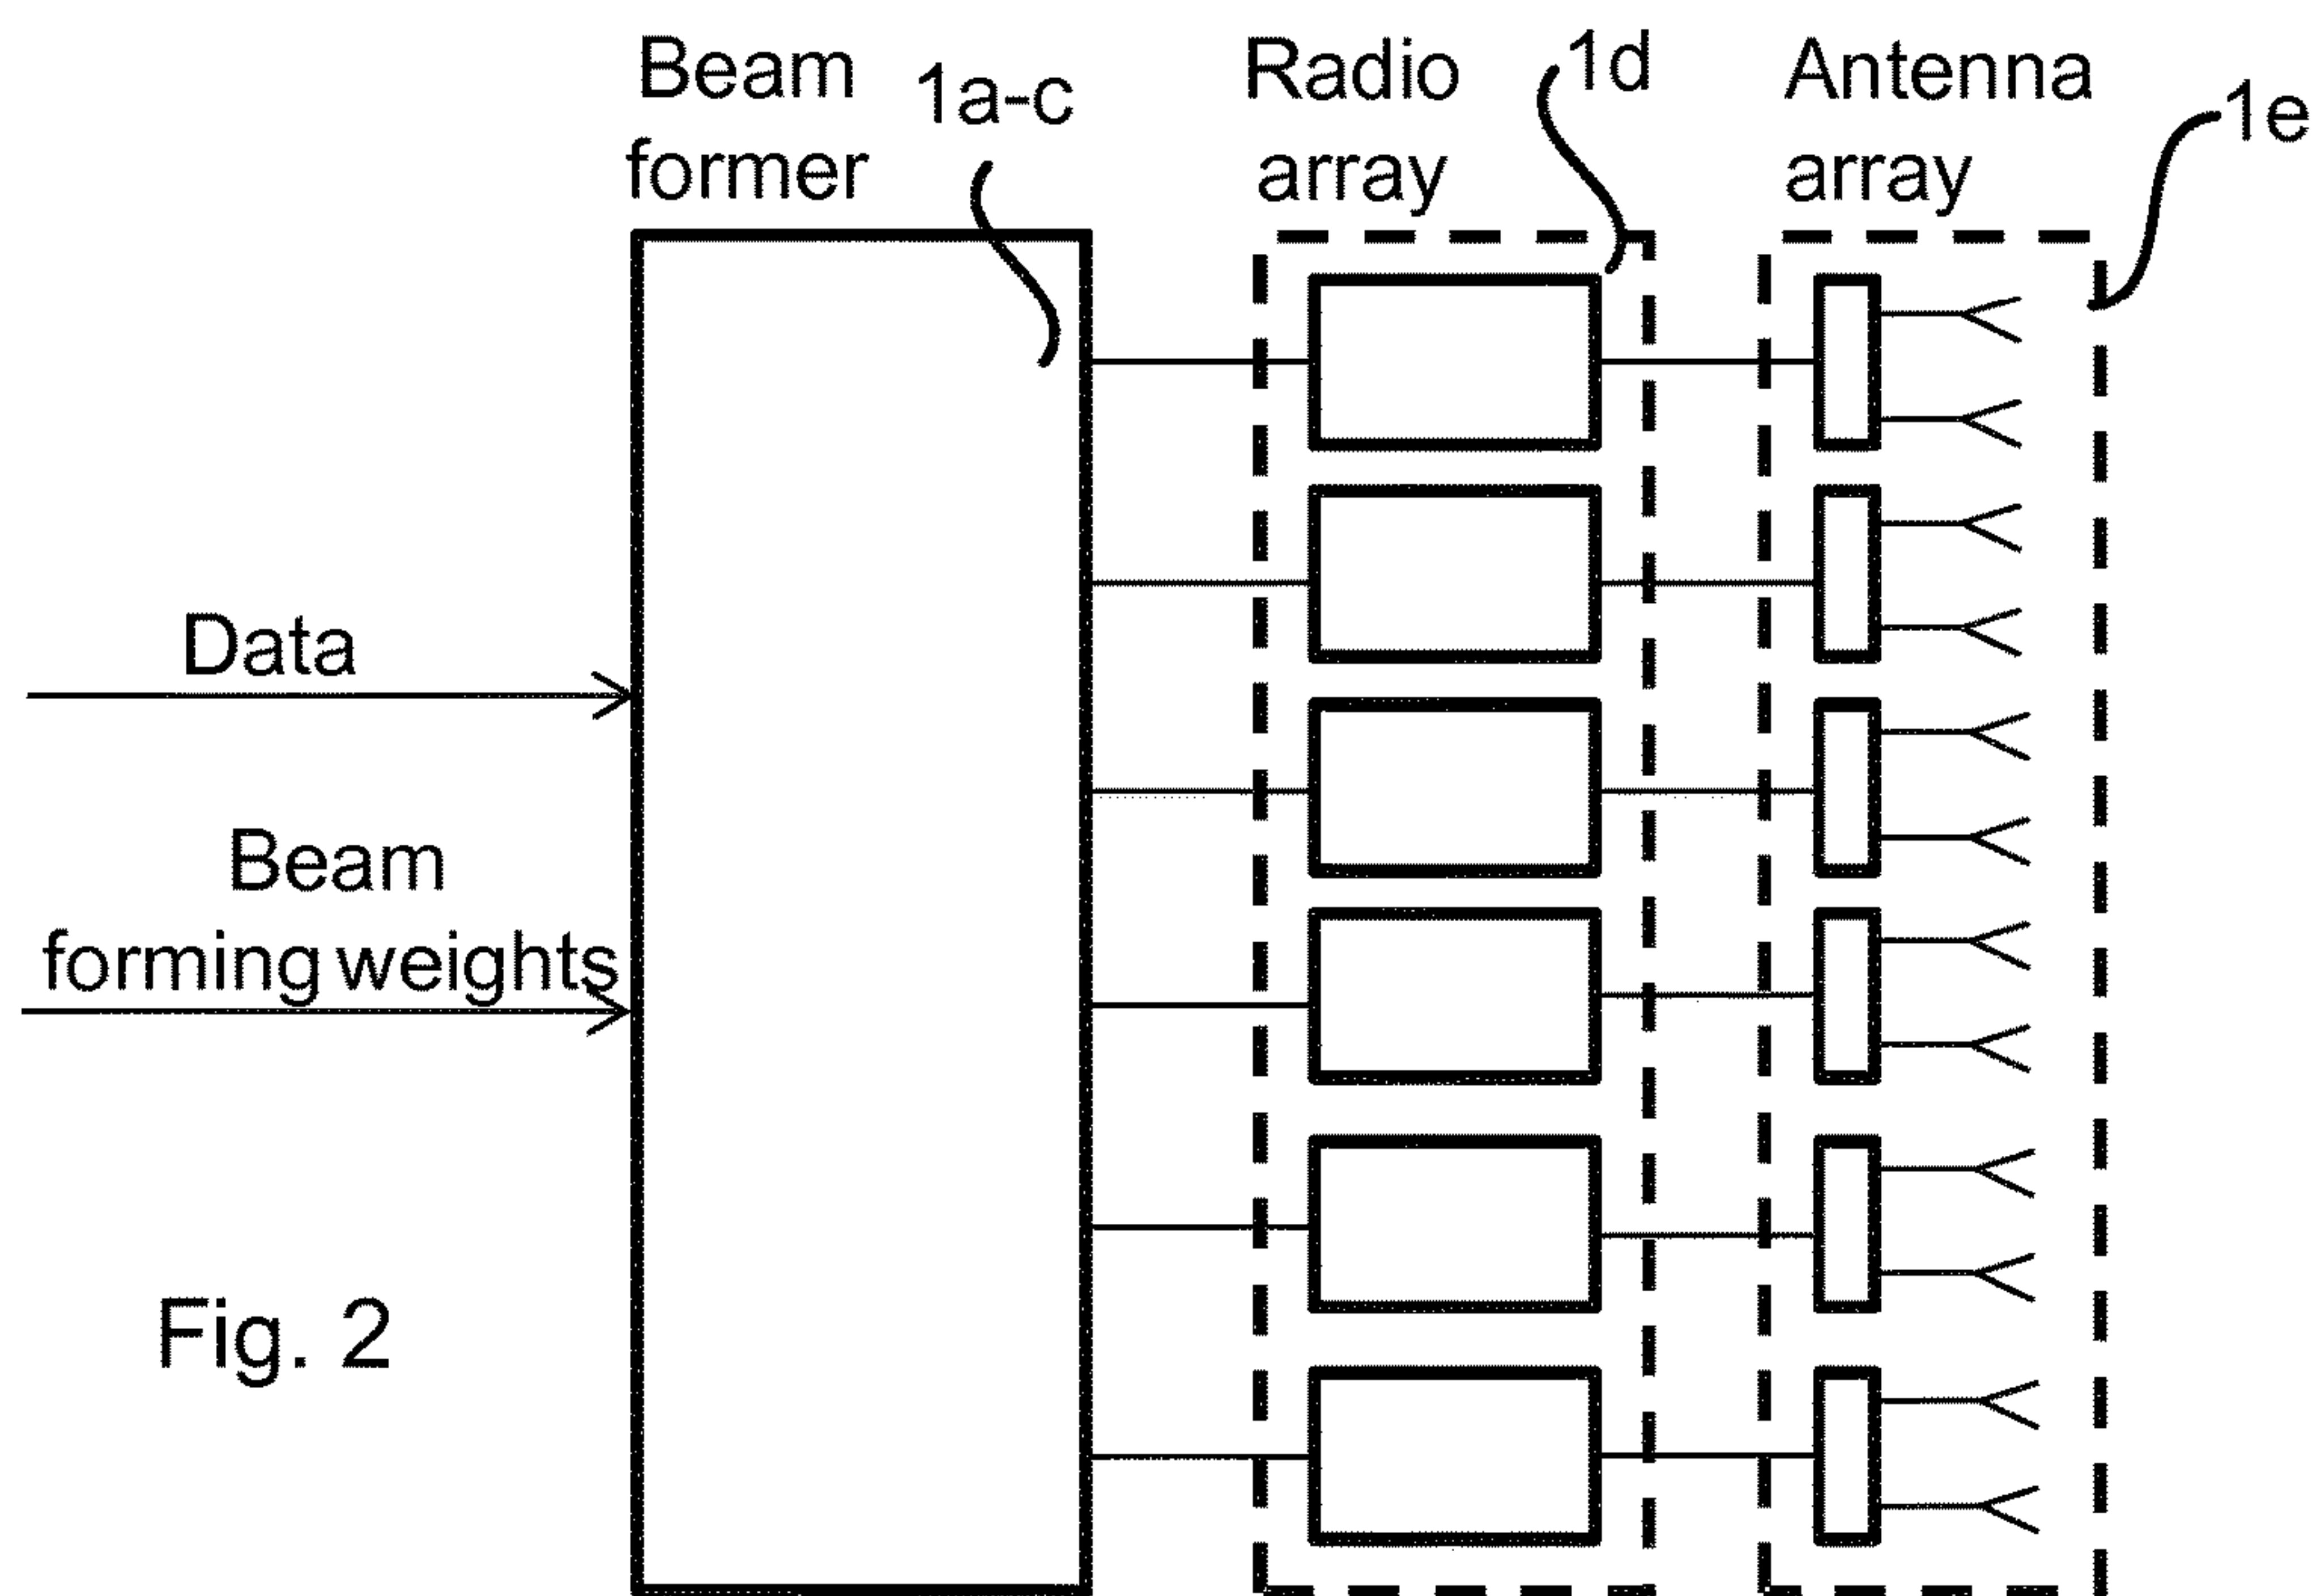 Beam
former
1a-c
Radio
array
1d
Antenna
array
1e
Data
Beam
forming weights
Fig. 2